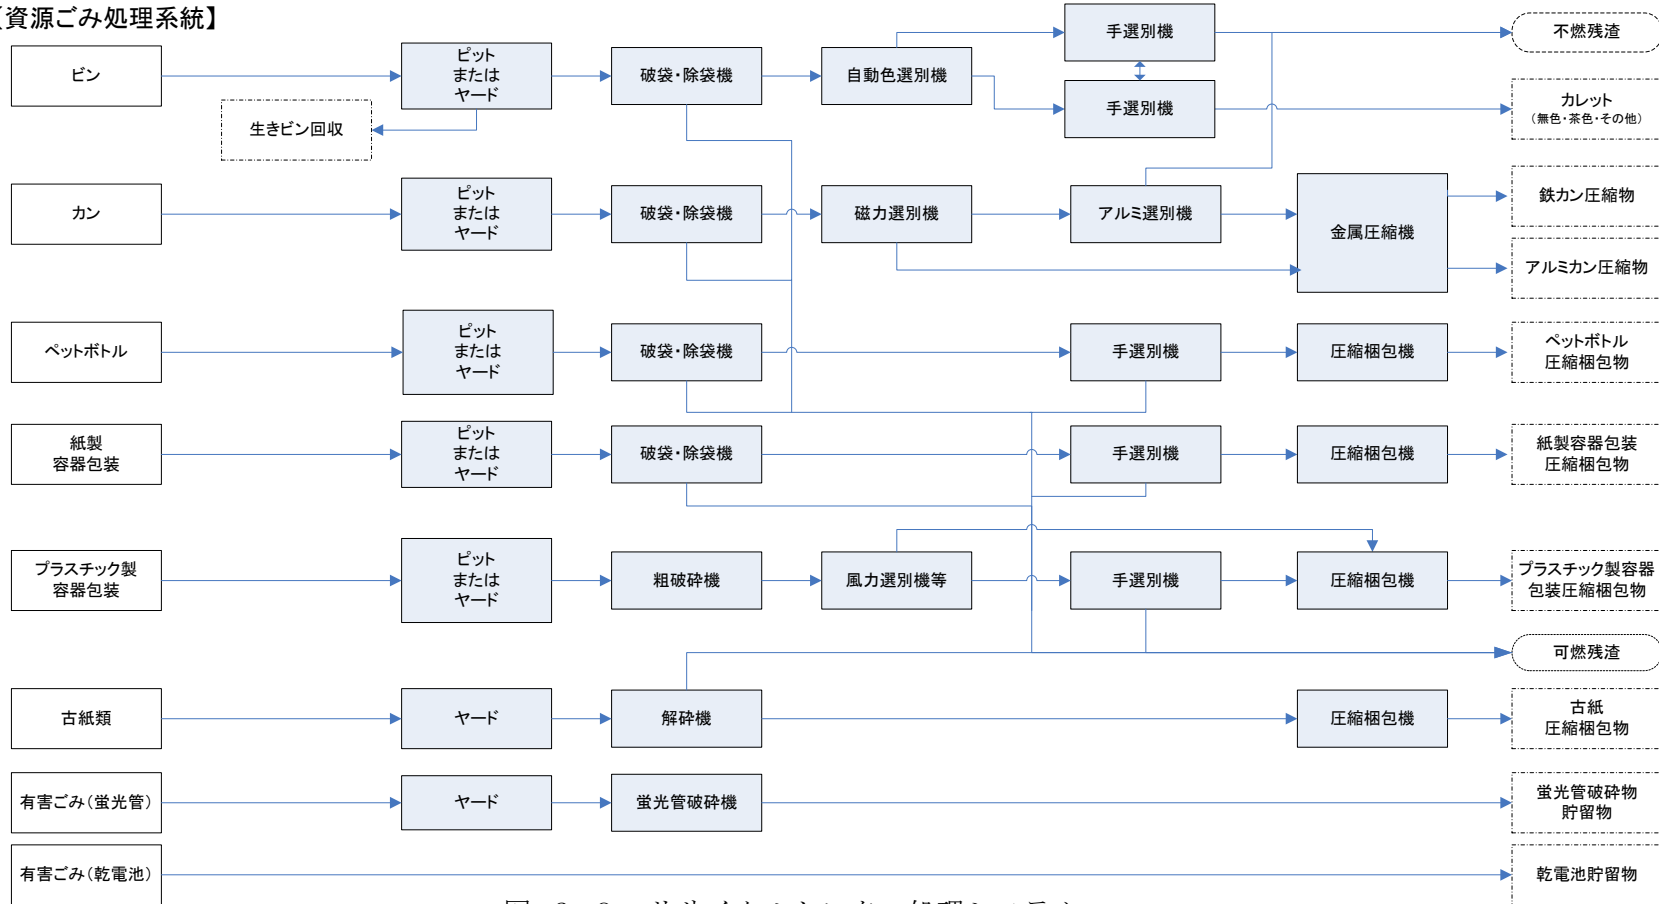 【資源ごみ処理系統】
ビン
ピット
または
ヤード
破袋・除袋機
自動色選別機
手選別機
手選別機
不燃残渣
カレット
（無色・茶色・その他）
生きビン回収
カン
ピット
または
ヤード
破袋・除袋機
磁力選別機
アルミ選別機
金属圧縮機
鉄カン圧縮物
アルミカン圧縮物
ペットボトル
ピット
または
ヤード
破袋・除袋機
手選別機
圧縮梱包機
ペットボトル
圧縮梱包物
紙製
容器包装
ピット
または
ヤード
破袋・除袋機
手選別機
圧縮梱包機
紙製容器包装
圧縮梱包物
プラスチック製
容器包装
ピット
または
ヤード
粗破砕機
風力選別機等
手選別機
圧縮梱包機
プラスチック製容器
包装圧縮梱包物
可燃残渣
古紙類
ヤード
解砕機
圧縮梱包機
古紙
圧縮梱包物
有害ごみ（蛍光管）
ヤード
蛍光管破砕機
蛍光管破砕物
貯留物
有害ごみ（乾電池）
乾電池貯留物